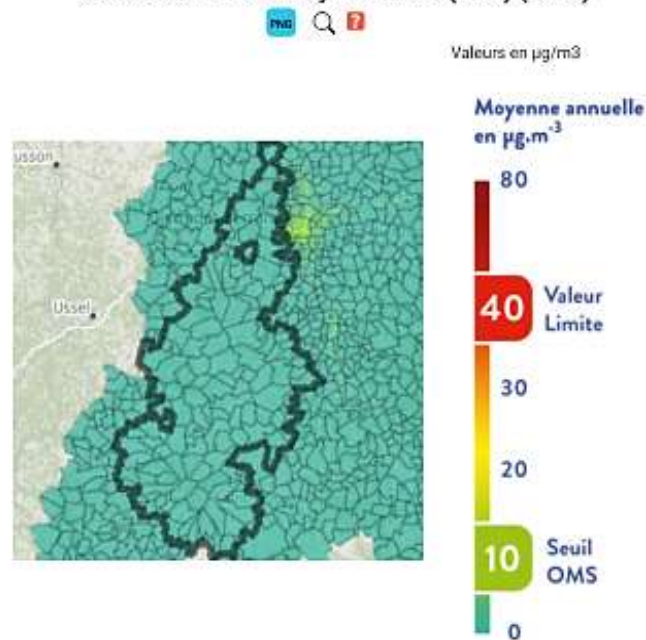 PNG ?
Valeurs en µg/m3
Moyenne annuelle
en µg.m-3
80
40 Valeur
Limite
30
20
10 Seuil
OMS
0
usson
Ussel